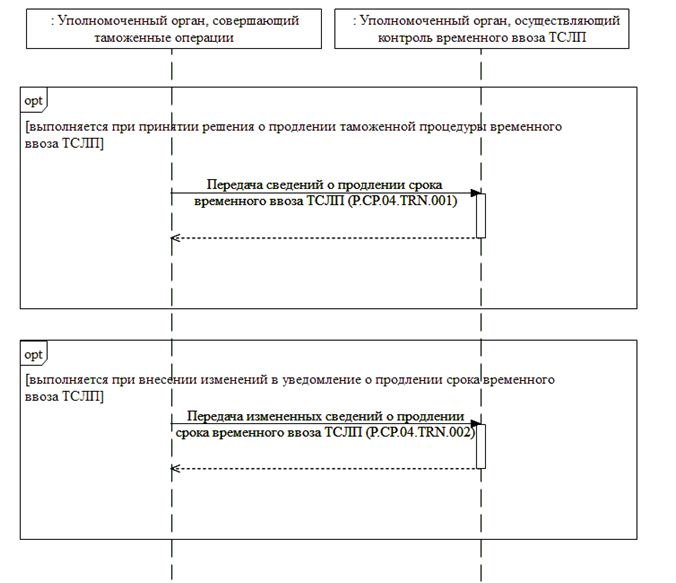 : Уполномоченный орган, совершающий
таможенные операции
: Уполномоченный орган, осуществляющий
контроль временного ввоза ТСЛП
opt
[выполняется при принятии решения о продлении таможенной процедуры временного
ввоза ТСЛП]
Передача сведений о продлении срока
временного ввоза ТСЛП (P.CP.04.TRN.001)
opt
[выполняется при внесении изменений в уведомление о продлении срока временного
ввоза ТСЛП]
Передача измененных сведений о продлении
срока временного ввоза ТСЛП (P.CP.04.TRN.002)